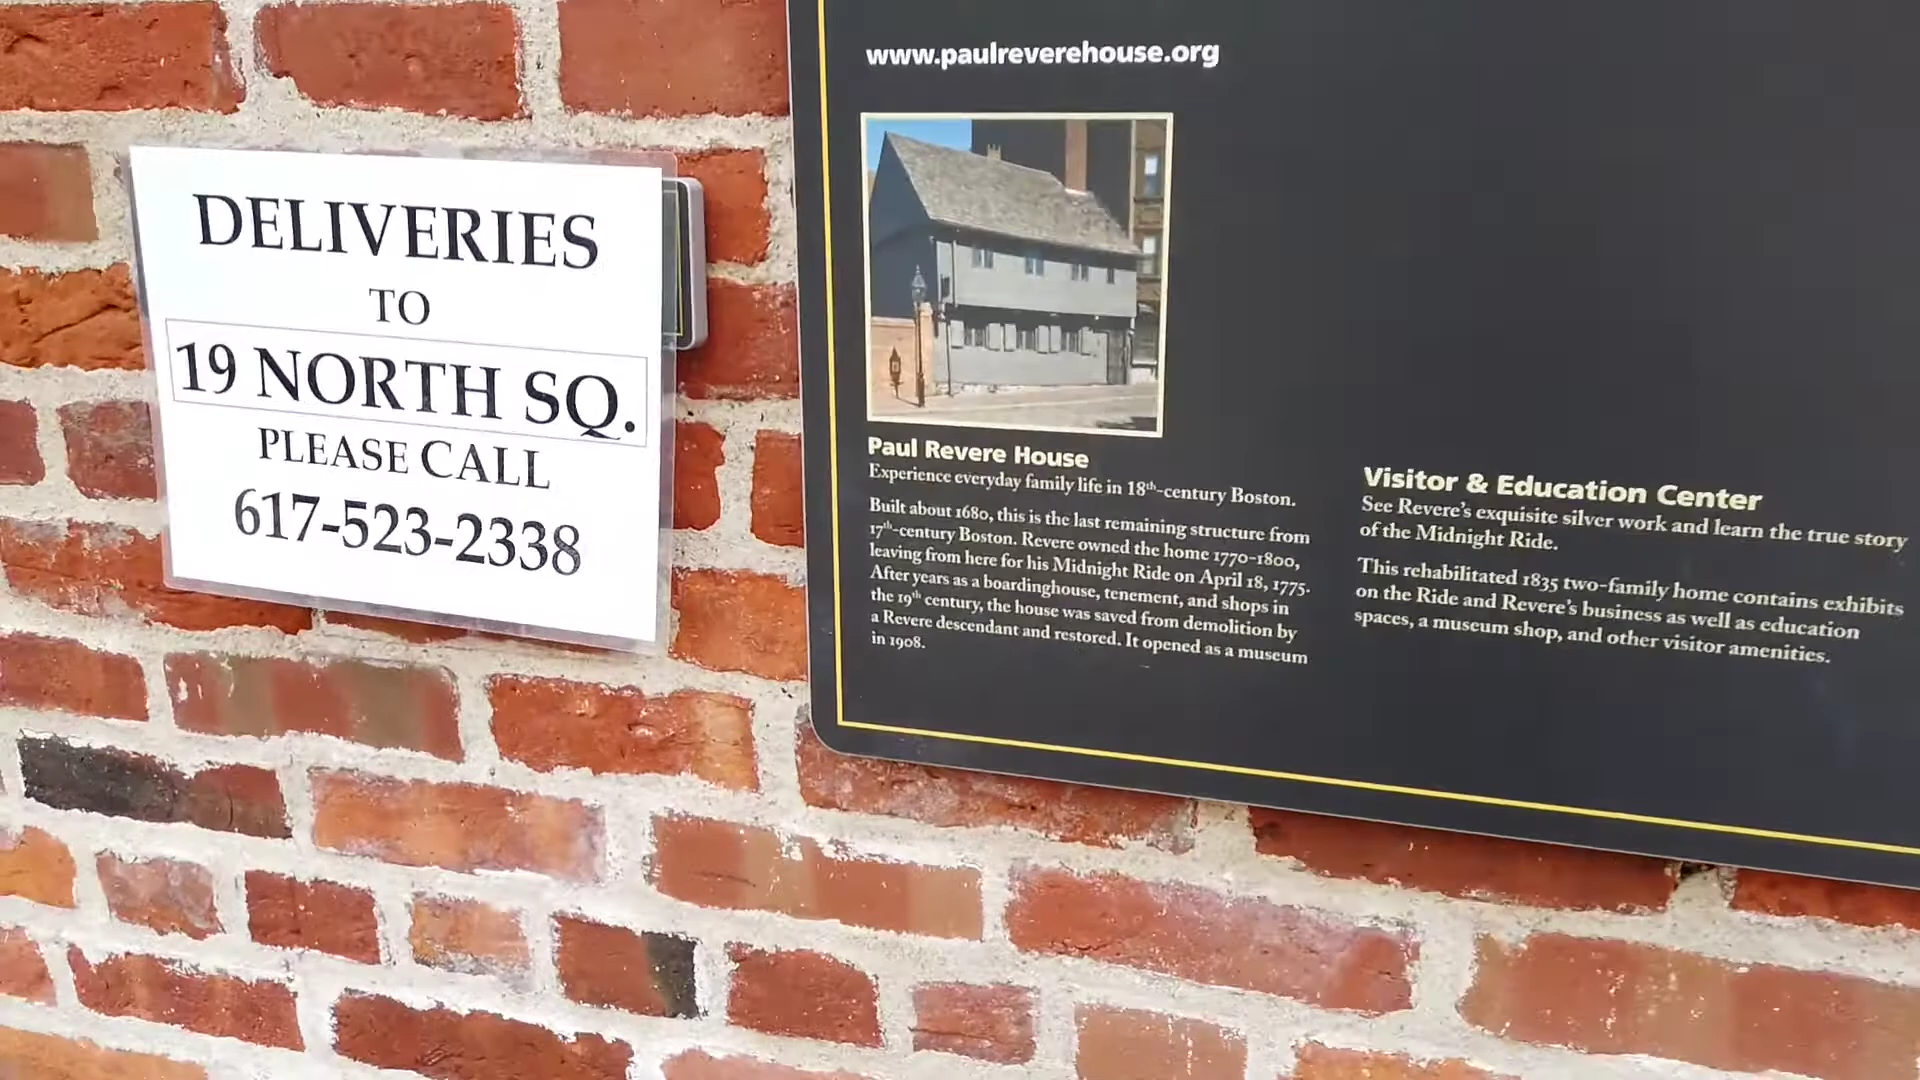 DELIVERIES
TO
19 NORTH SQ.
PLEASE CALL
617-523-2338
www.paulreverehouse.org
Paul Revere House
Experience everyday family life in 18th-century Boston.
Built about 1680, this is the last remaining structure from
17th-century Boston. Revere owned the home 1770-1800,
leaving from here for his Midnight Ride on April 18, 1775.
After years as a boardinghouse, tenement, and shops in
the 19th century, the house was saved from demolition by
a Revere descendant and restored. It opened as a museum
in 1908.
Visitor & Education Center
See Revere's exquisite silver work and learn the true story
of the Midnight Ride.
This rehabilitated 1835 two-family home contains exhibits
on the Ride and Revere's business as well as education
spaces, a museum shop, and other visitor amenities.